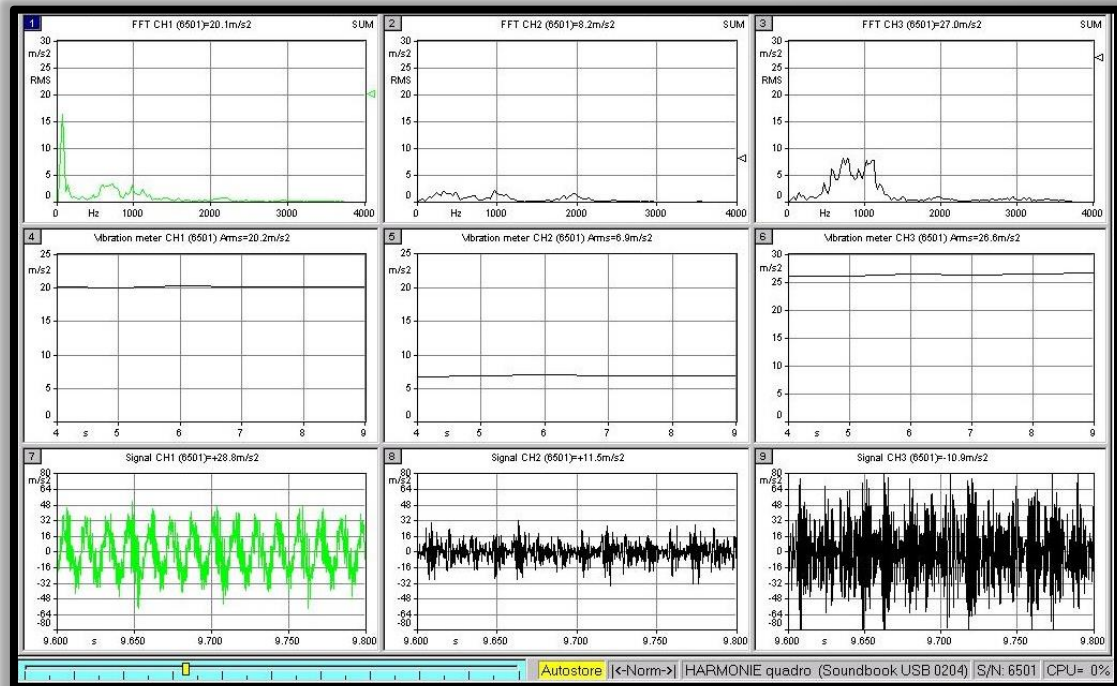 1 FFT CH1 (6501)=20.1m/s2 SUM
30
m/s2
RMS
20
15
10
5
0
0 Hz 1000 2000 3000 4000
2 FFT CH2 (6501)=8.2m/s2 SUM
30
m/s2
RMS
20
15
10
5
0
0 Hz 1000 2000 3000 4000
3 FFT CH3 (6501)=27.0m/s2 SUM
30
m/s2
RMS
20
15
10
5
0
0 Hz 1000 2000 3000 4000
4 Vibration meter CH1 (6501) Arms=20.2m/s2
25
m/s2
20
15
10
5
0
4 s 5 6 7 8 9
5 Vibration meter CH2 (6501) Arms=6.9m/s2
25
m/s2
20
15
10
5
0
4 s 5 6 7 8 9
6 Vibration meter CH3 (6501) Arms=26.6m/s2
30
m/s2
25
20
15
10
5
0
4 s 5 6 7 8 9
7 Signal CH1 (6501)=+28.8m/s2
80
m/s2
64
48
32
16
0
-16
-32
-48
-64
-80
9.600 s 9.650 9.700 9.750 9.800
8 Signal CH2 (6501)=+11.5m/s2
80
m/s2
64
48
32
16
0
-16
-32
-48
-64
-80
9.600 s 9.650 9.700 9.750 9.800
9 Signal CH3 (6501)=-10.9m/s2
80
m/s2
64
48
32
16
0
-16
-32
-48
-64
-80
9.600 s 9.650 9.700 9.750 9.800
Autostore |<-Norm->| HARMONIE quadro (Soundbook USB 0204) S/N: 6501 CPU= 0%